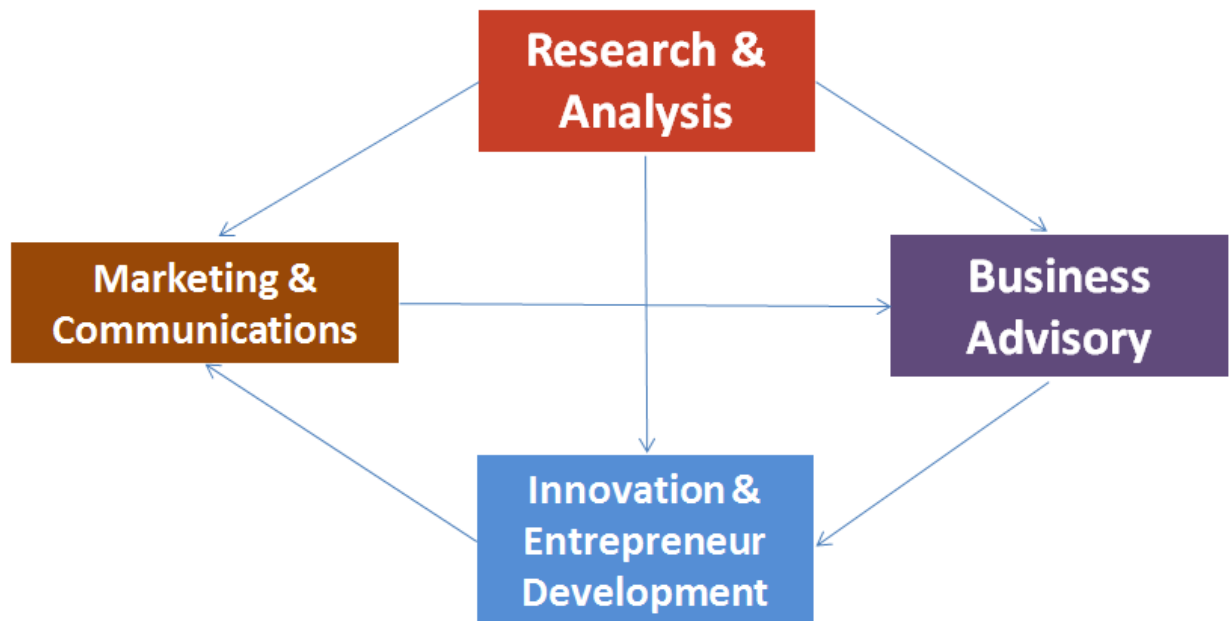 Research &
Analysis
Marketing &
Communications
Business
Advisory
Innovation &
Entrepreneur
Development